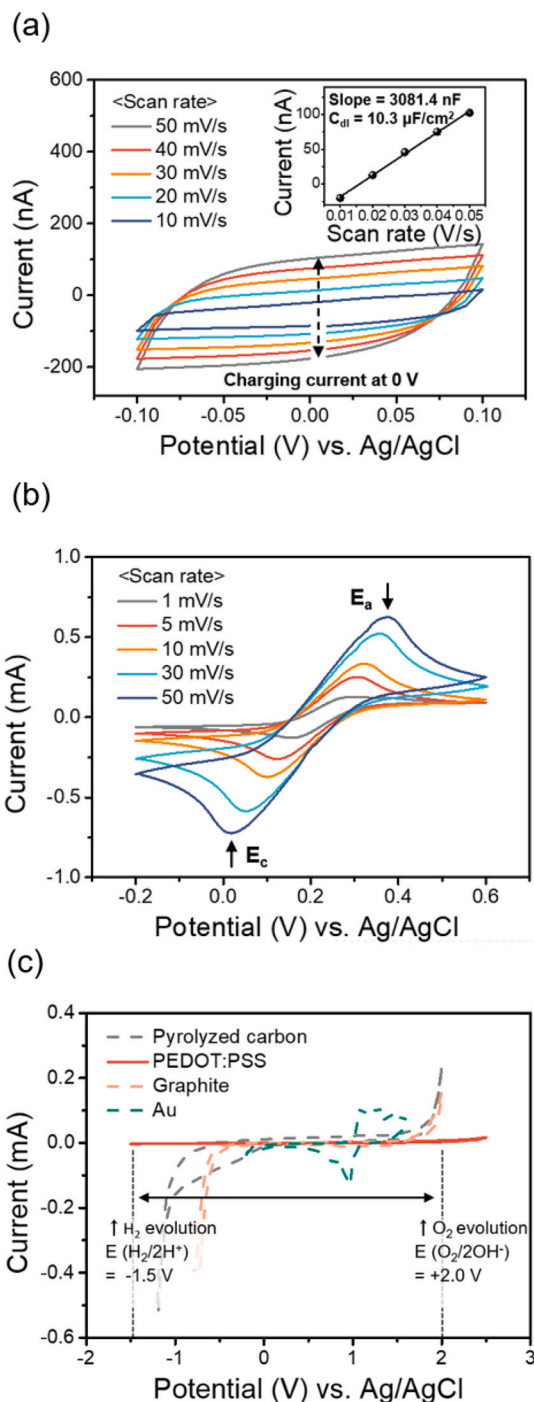 (a)
600
400
200
0
-200
Current (nA)
<Scan rate>
50 mV/s
40 mV/s
30 mV/s
20 mV/s
10 mV/s
Slope = 3081.4 nF
Cdl = 10.3 μF/cm²
100
50
0
Current (nA)
0.01 0.02 0.03 0.04 0.05
Scan rate (V/s)
Charging current at 0 V
-0.10 -0.05 0.00 0.05 0.10
Potential (V) vs. Ag/AgCl
(b)
1.0
0.5
0.0
-0.5
-1.0
Current (mA)
<Scan rate>
1 mV/s
5 mV/s
10 mV/s
30 mV/s
50 mV/s
Ea
Ec
-0.2 0.0 0.2 0.4 0.6
Potential (V) vs. Ag/AgCl
(c)
0.4
0.2
0.0
-0.2
-0.4
-0.6
Current (mA)
Pyrolyzed carbon
PEDOT:PSS
Graphite
Au
↑ H₂ evolution
E (H₂/2H⁺)
= -1.5 V
↑ O₂ evolution
E (O₂/2OH⁻)
= +2.0 V
-2 -1 0 1 2 3
Potential (V) vs. Ag/AgCl